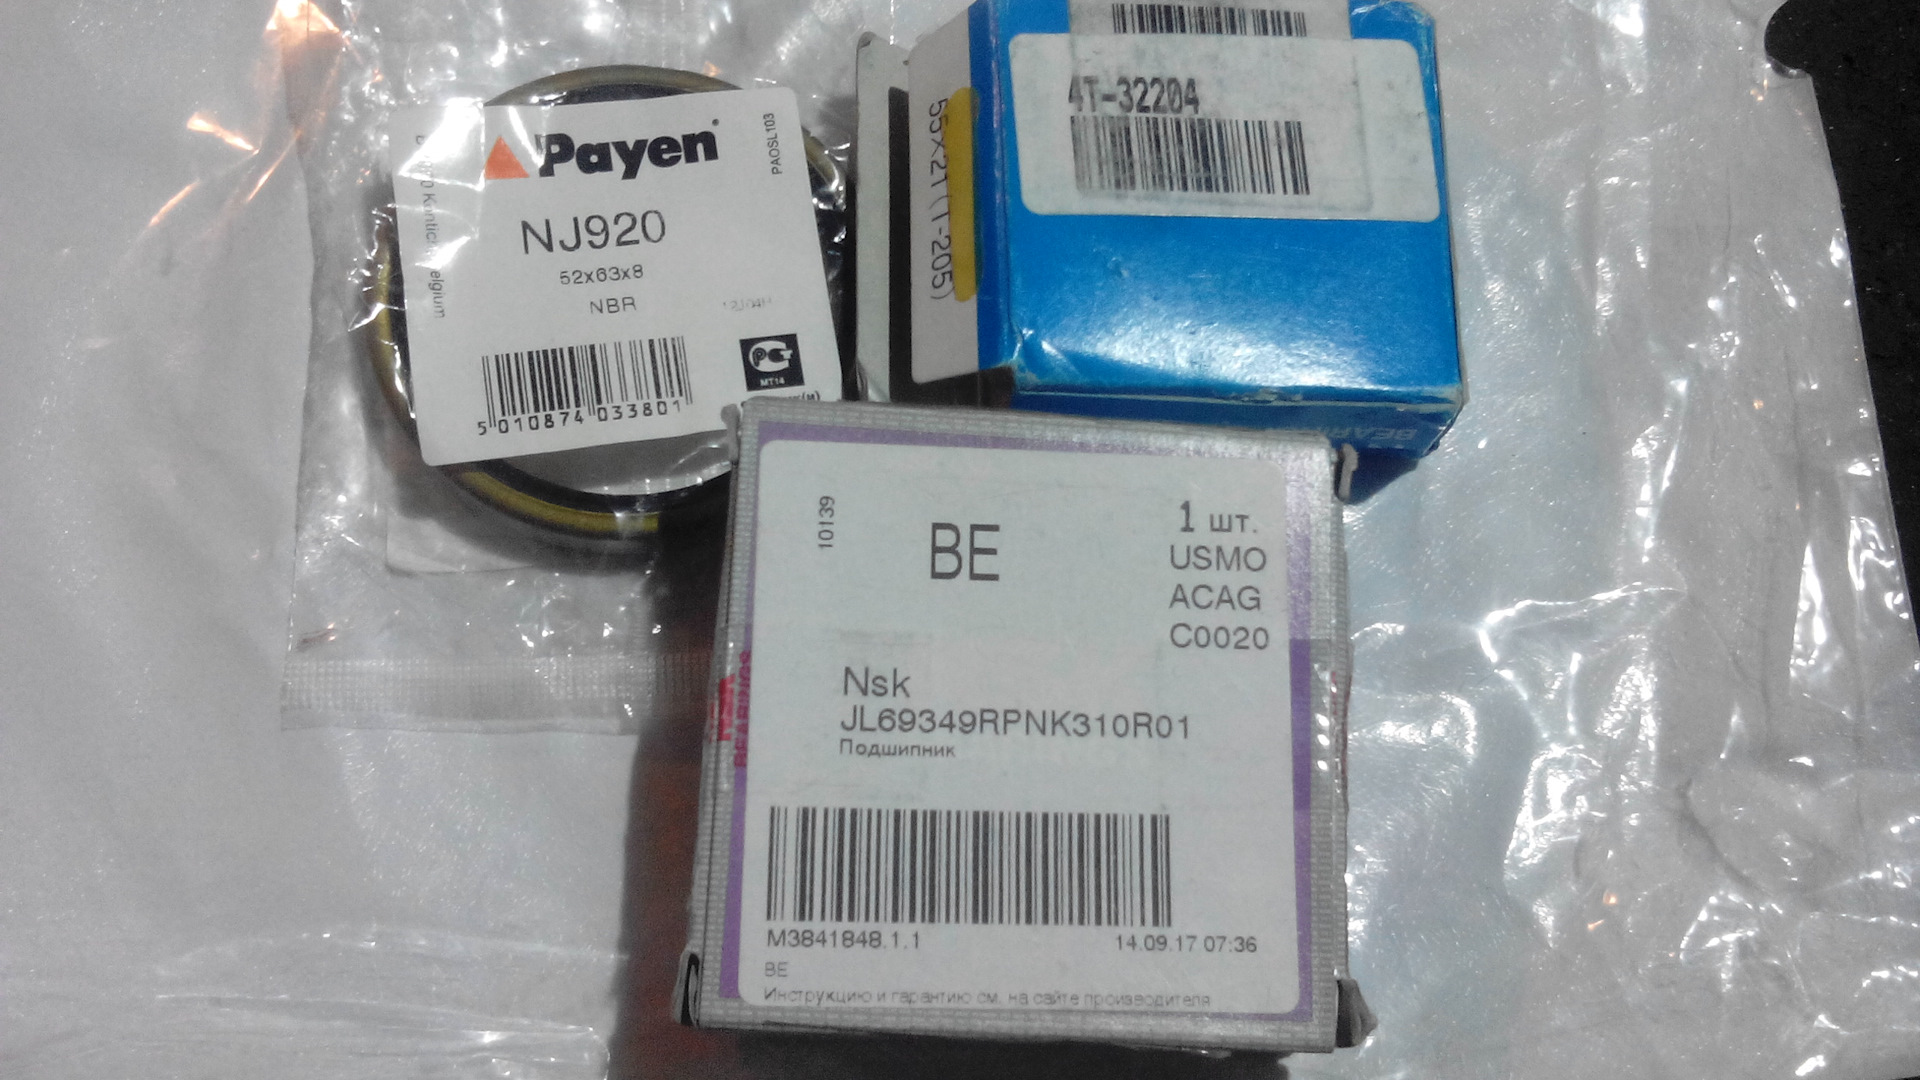 Payen
PAOSL103
NJ920
52x63x8
NBR
MT14
5 010874 033801
4T-32204
55x21 (T-205)
10139
BE
1 шт.
USMO
ACAG
C0020
Nsk
JL69349RPNK310R01
Подшипник
M3841848.1.1
14.09.17 07:36
BE
Инструкцию и гарантию см. на сайте производителя